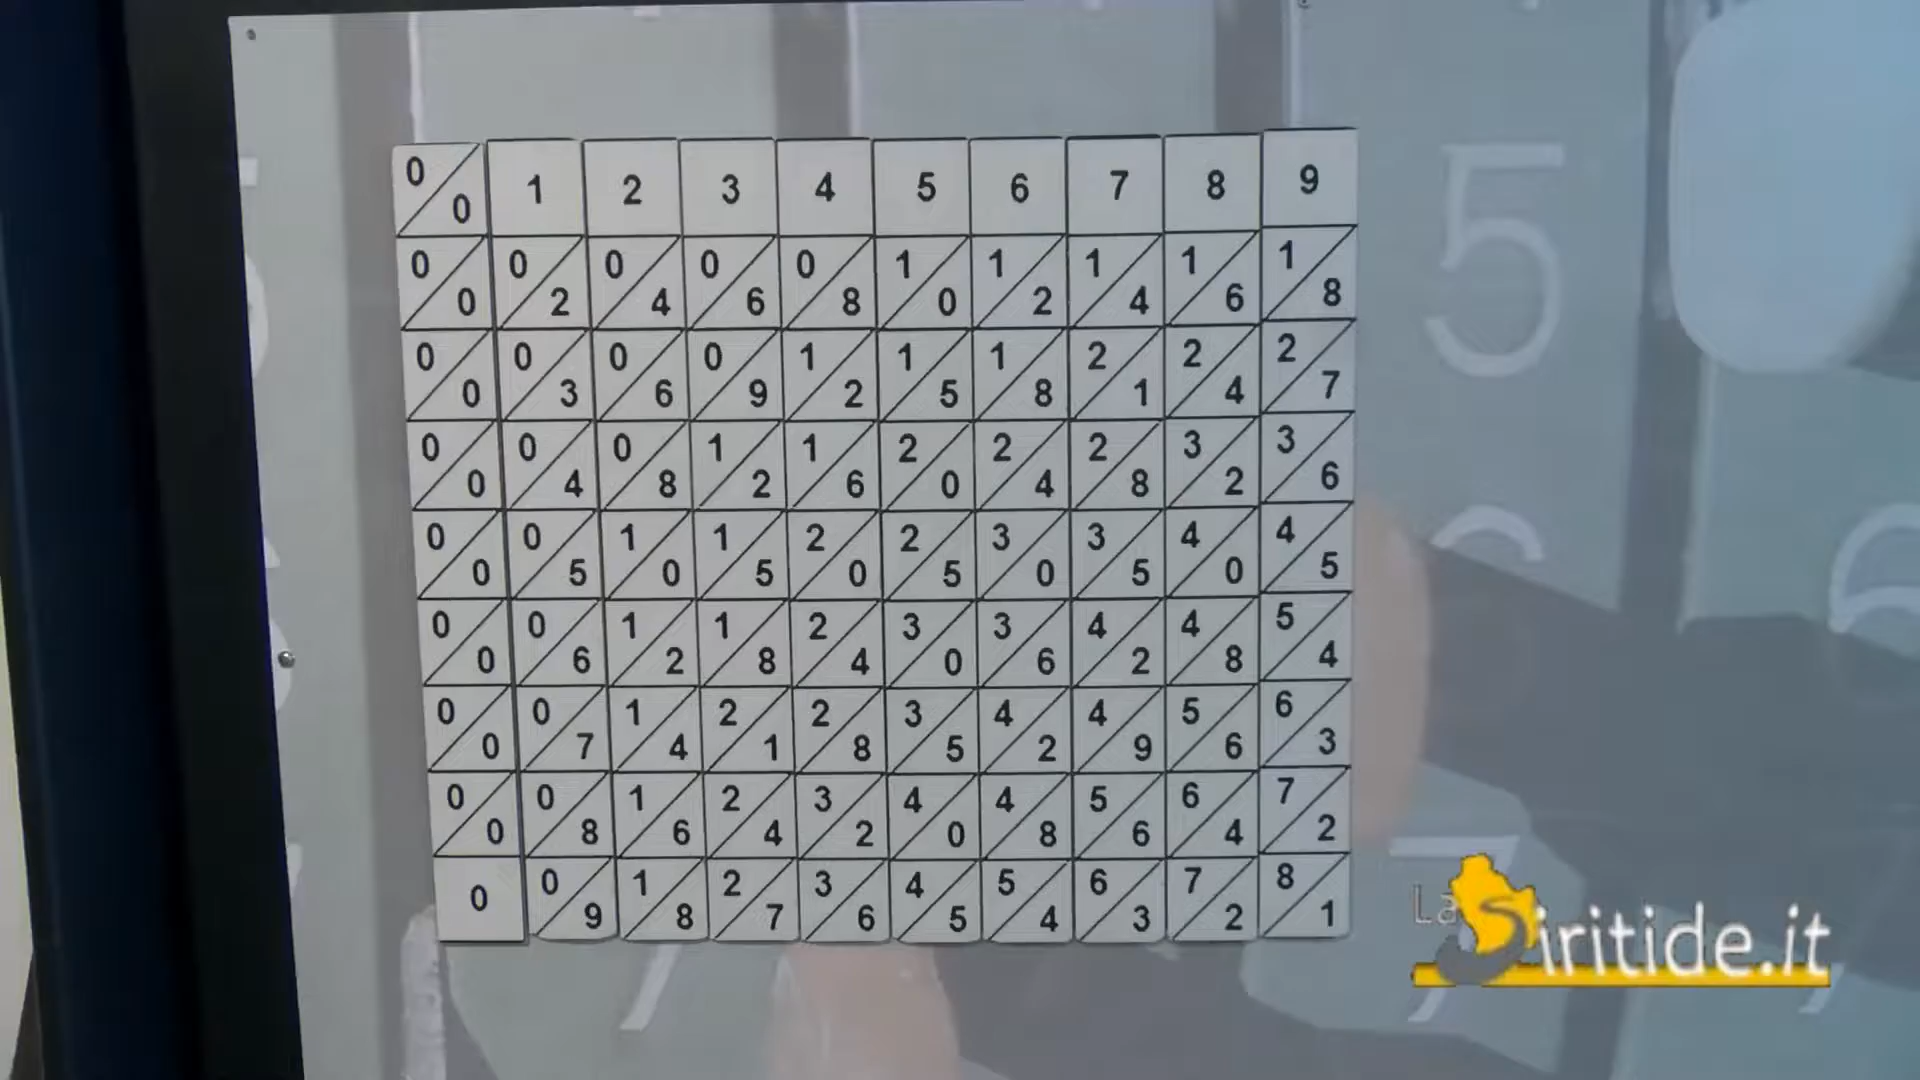 0/0 1 2 3 4 5 6 7 8 9
0/0 0/2 0/4 0/6 0/8 1/0 1/2 1/4 1/6 1/8
0/0 0/3 0/6 0/9 1/2 1/5 1/8 2/1 2/4 2/7
0/0 0/4 0/8 1/2 1/6 2/0 2/4 2/8 3/2 3/6
0/0 0/5 1/0 1/5 2/0 2/5 3/0 3/5 4/0 4/5
0/0 0/6 1/2 1/8 2/4 3/0 3/6 4/2 4/8 5/4
0/0 0/7 1/4 2/1 2/8 3/5 4/2 4/9 5/6 6/3
0/0 0/8 1/6 2/4 3/2 4/0 4/8 5/6 6/4 7/2
0 0/9 1/8 2/7 3/6 4/5 5/4 6/3 7/2 8/1
5
7
La Siritide.it